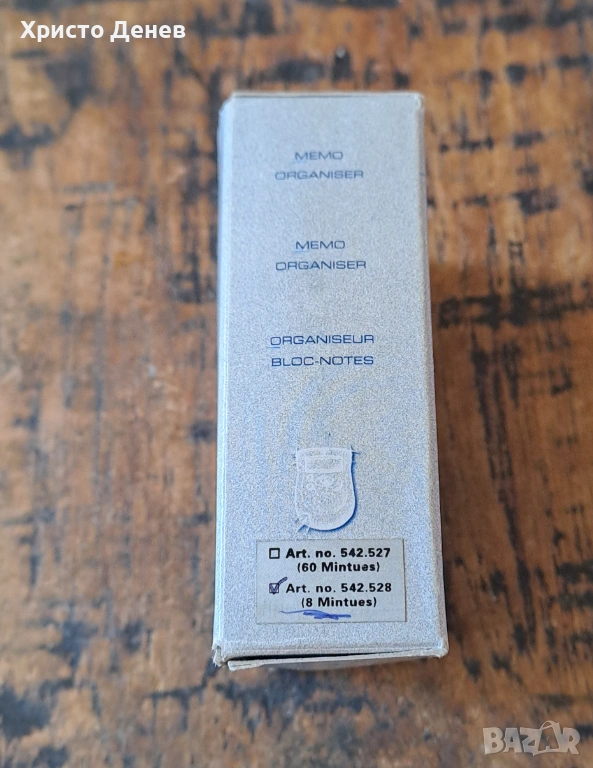 Христо Денев
MEMO
ORGANISER
MEMO
ORGANISER
ORGANISEUR
BLOC-NOTES
Art. no. 542.527
(60 Mintues)
Art. no. 542.528
(8 Mintues)
BAZAR